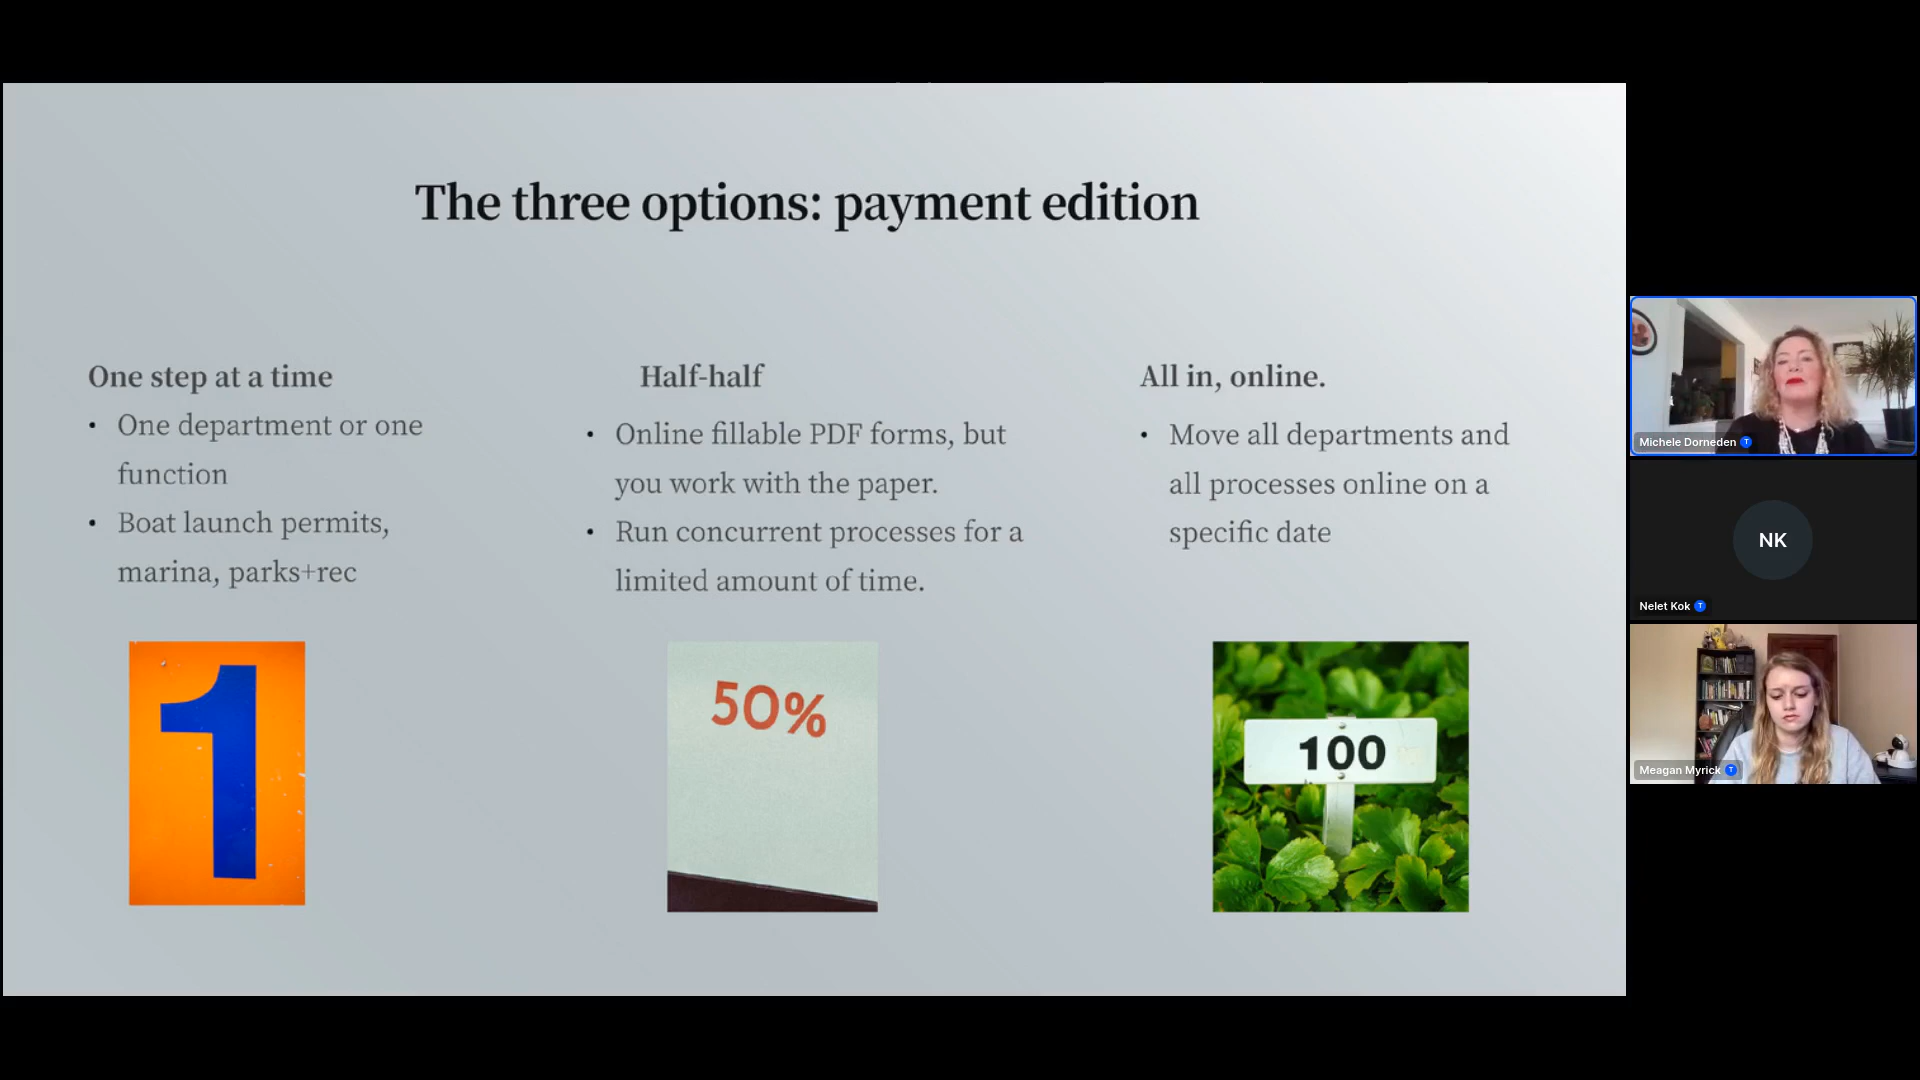 The three options: payment edition
One step at a time
• One department or one
function
• Boat launch permits,
marina, parks+rec
Half-half
• Online fillable PDF forms, but
you work with the paper.
• Run concurrent processes for a
limited amount of time.
All in, online.
• Move all departments and
all processes online on a
specific date
1
50%
100
Michele Dorneden T
NK
Nelet Kok T
Meagan Myrick T